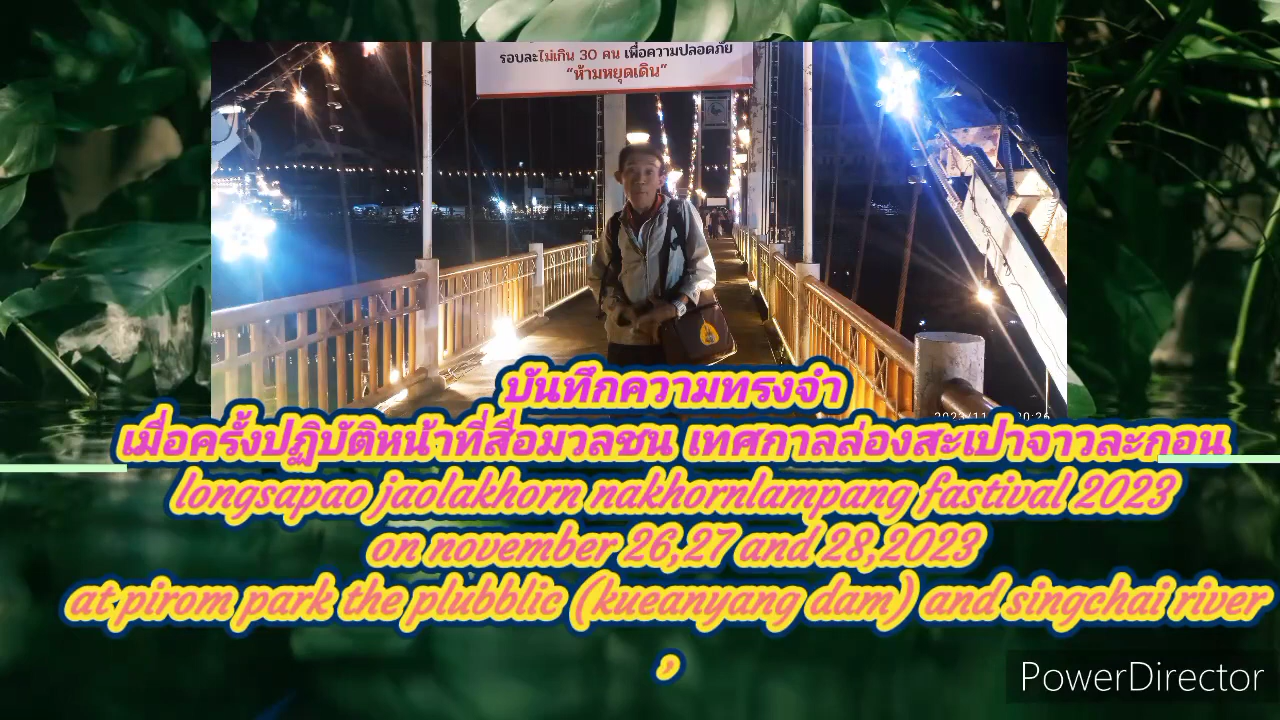 รอบละไม่เกิน 30 คน เพื่อความปลอดภัย
"ห้ามหยุดเดิน"
บันทึกความทรงจำ
เมื่อครั้งปฏิบัติหน้าที่สื่อมวลชน เทศกาลล่องสะเปาจาวละกอน
longsapao jaolakhorn nakhornlampang fastival 2023
on november 26,27 and 28,2023
at pirom park the plubblic (kueanyang dam) and singchai river
,
PowerDirector